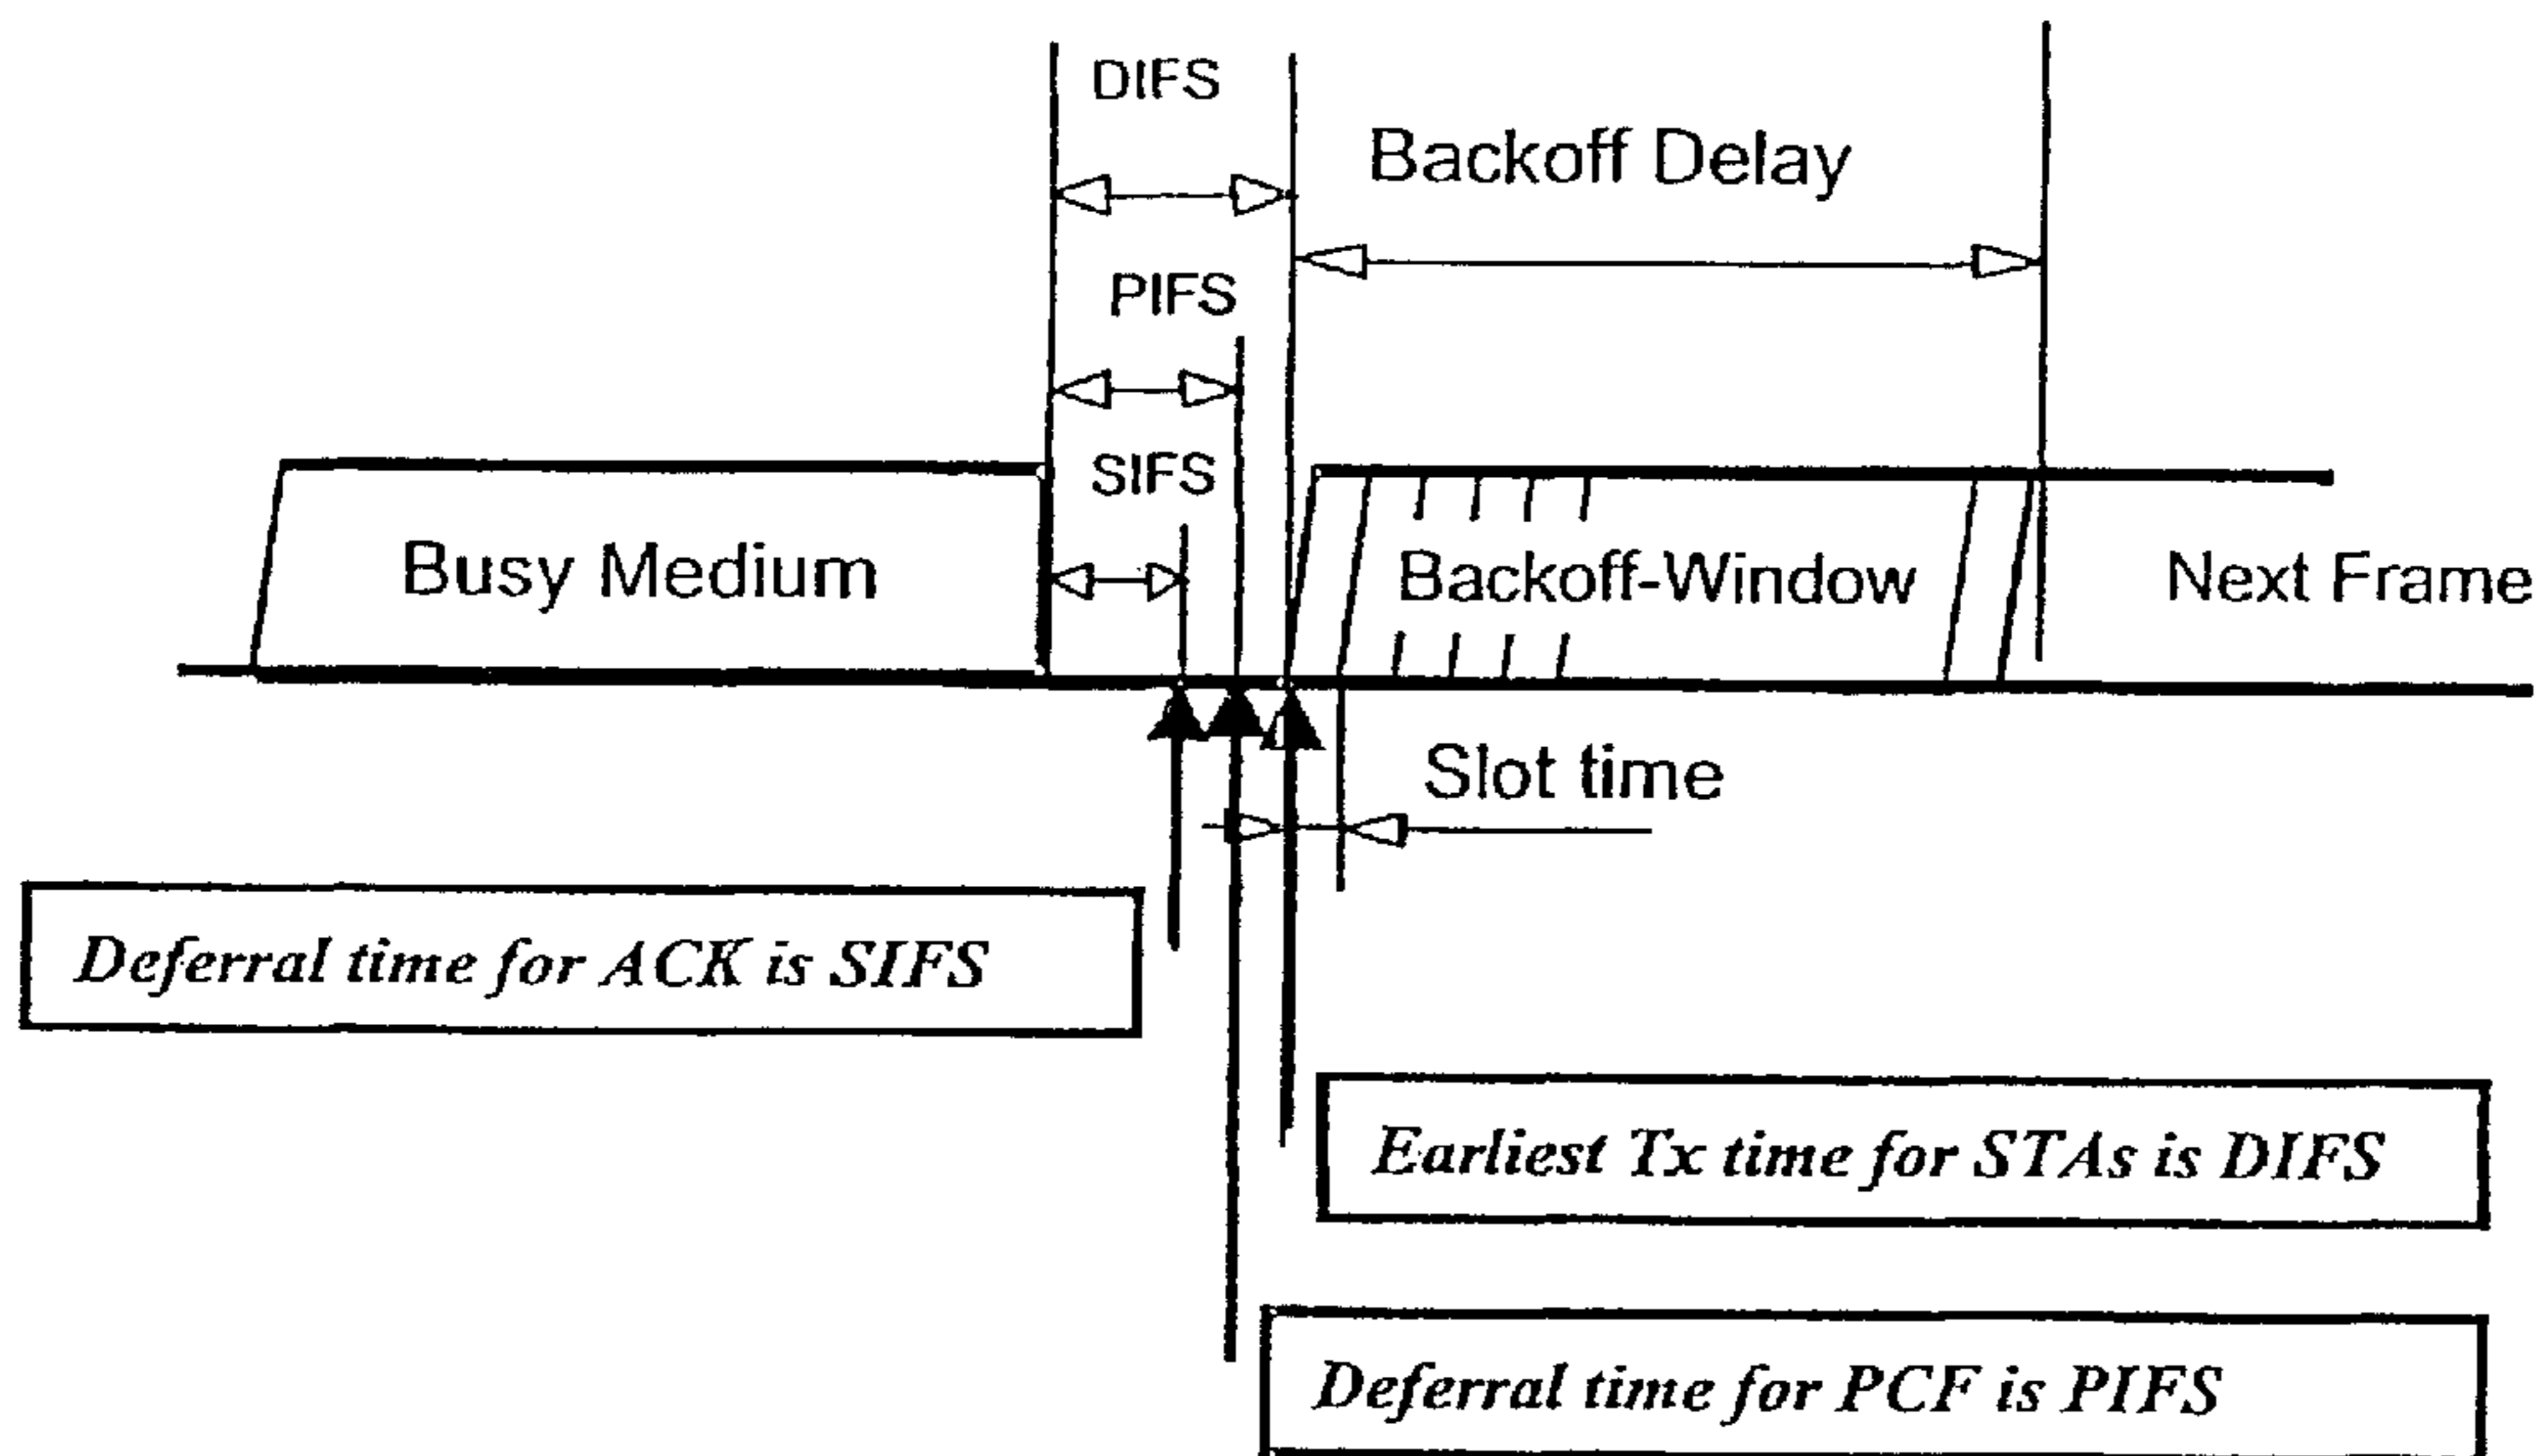 DIFS
Backoff Delay
PIFS
SIFS
Busy Medium
Backoff-Window
Next Frame
Slot time
Deferral time for ACK is SIFS
Earliest Tx time for STAs is DIFS
Deferral time for PCF is PIFS